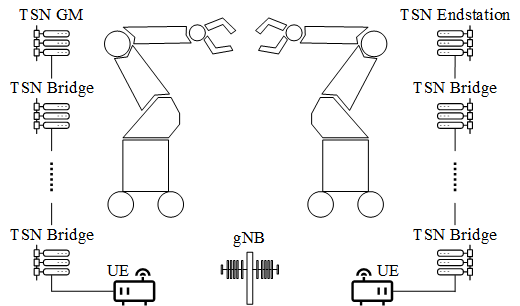 TSN GM
TSN Endstation
TSN Bridge
TSN Bridge
TSN Bridge
gNB
TSN Bridge
UE
UE